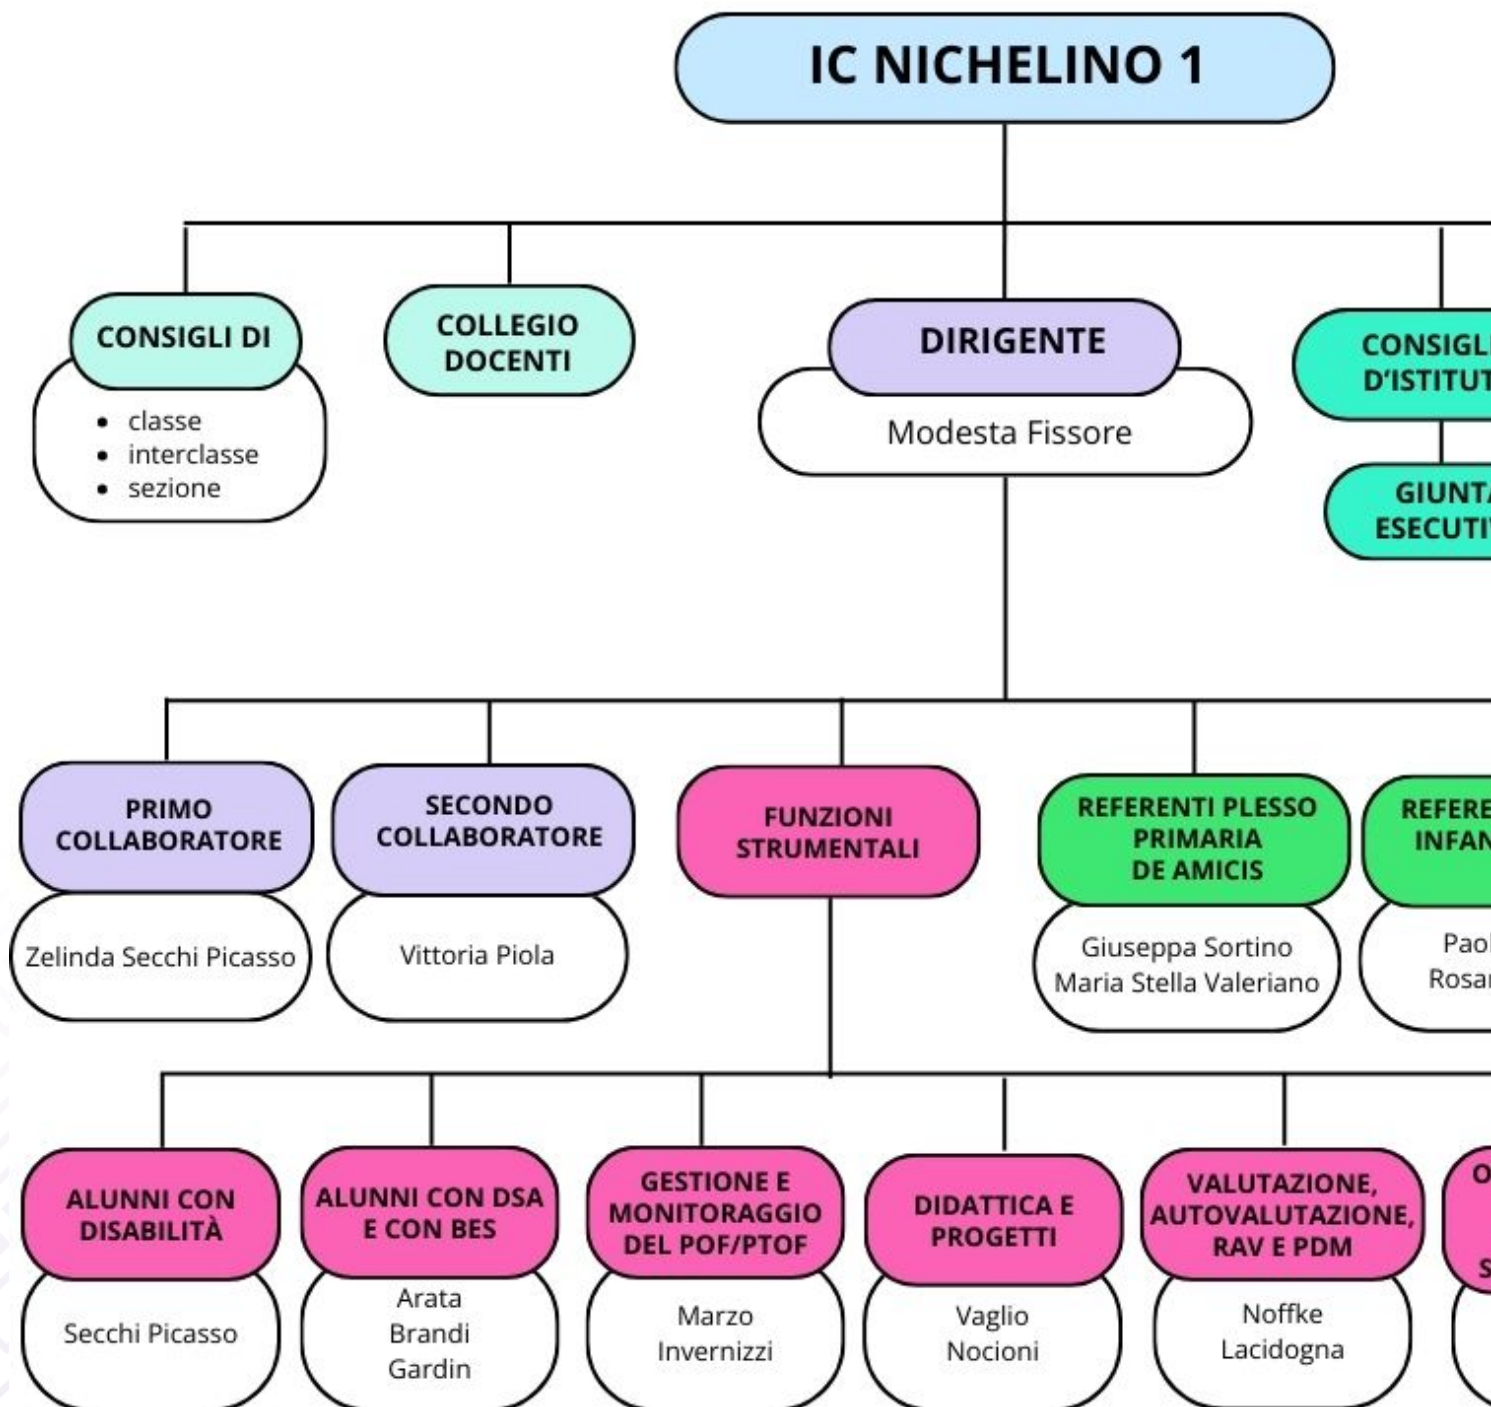 IC NICHELINO 1
CONSIGLI DI
• classe
• interclasse
• sezione
COLLEGIO
DOCENTI
DIRIGENTE
Modesta Fissore
PRIMO
COLLABORATORE
Zelinda Secchi Picasso
SECONDO
COLLABORATORE
Vittoria Piola
FUNZIONI
STRUMENTALI
REFERENTI PLESSO
PRIMARIA
DE AMICIS
Giuseppa Sortino
Maria Stella Valeriano
ALUNNI CON
DISABILITÀ
Secchi Picasso
ALUNNI CON DSA
E CON BES
Arata
Brandi
Gardin
GESTIONE E
MONITORAGGIO
DEL POF/PTOF
Marzo
Invernizzi
DIDATTICA E
PROGETTI
Vaglio
Nocioni
VALUTAZIONE,
AUTOVALUTAZIONE,
RAV E PDM
Noffke
Lacidogna